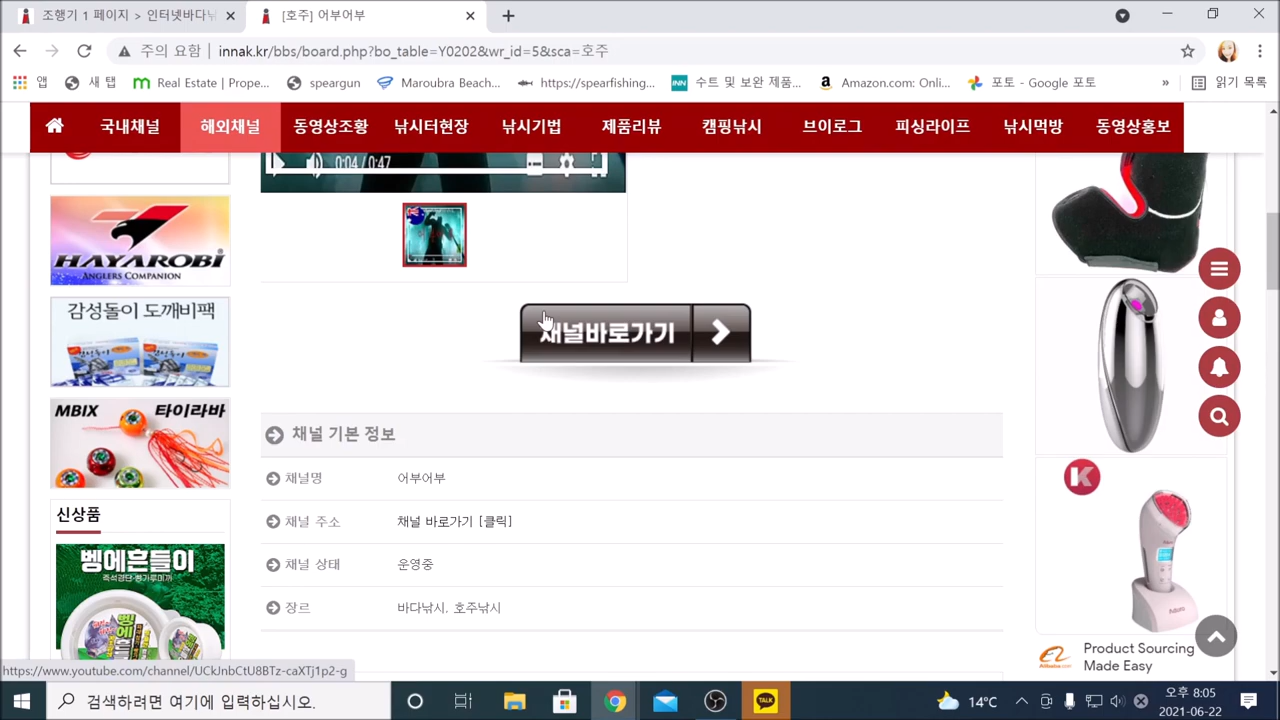 조행기 1 페이지 > 인터넷바다낚
[호주] 어부어부
주의 요함
innak.kr/bbs/board.php?bo_table=Y0202&wr_id=5&sca=호주
앱
새 탭
Real Estate | Prope...
speargun
Maroubra Beach...
https://spearfishing...
INN
수트 및 보완 제품...
Amazon.com: Onli...
포토 - Google 포토
»
읽기 목록
국내채널
해외채널
동영상조황
낚시터현장
낚시기법
제품리뷰
캠핑낚시
브이로그
피싱라이프
낚시먹방
동영상홍보
0:04 / 0:47
HAYAROBI
ANGLERS COMPANION
감성돌이 도깨비팩
채널바로가기
MBIX 타이라바
채널 기본 정보
채널명 어부어부
채널 주소 채널 바로가기 [클릭]
채널 상태 운영중
장르 바다낚시, 호주낚시
신상품
벵에흔들이
K
Product Sourcing
Made Easy
Alibaba.com
https://www.youtube.com/channel/UCkJnbCtU8BTz-caXTj1p2-g
검색하려면 여기에 입력하십시오.
TALK
14°C
오후 8:05
2021-06-22